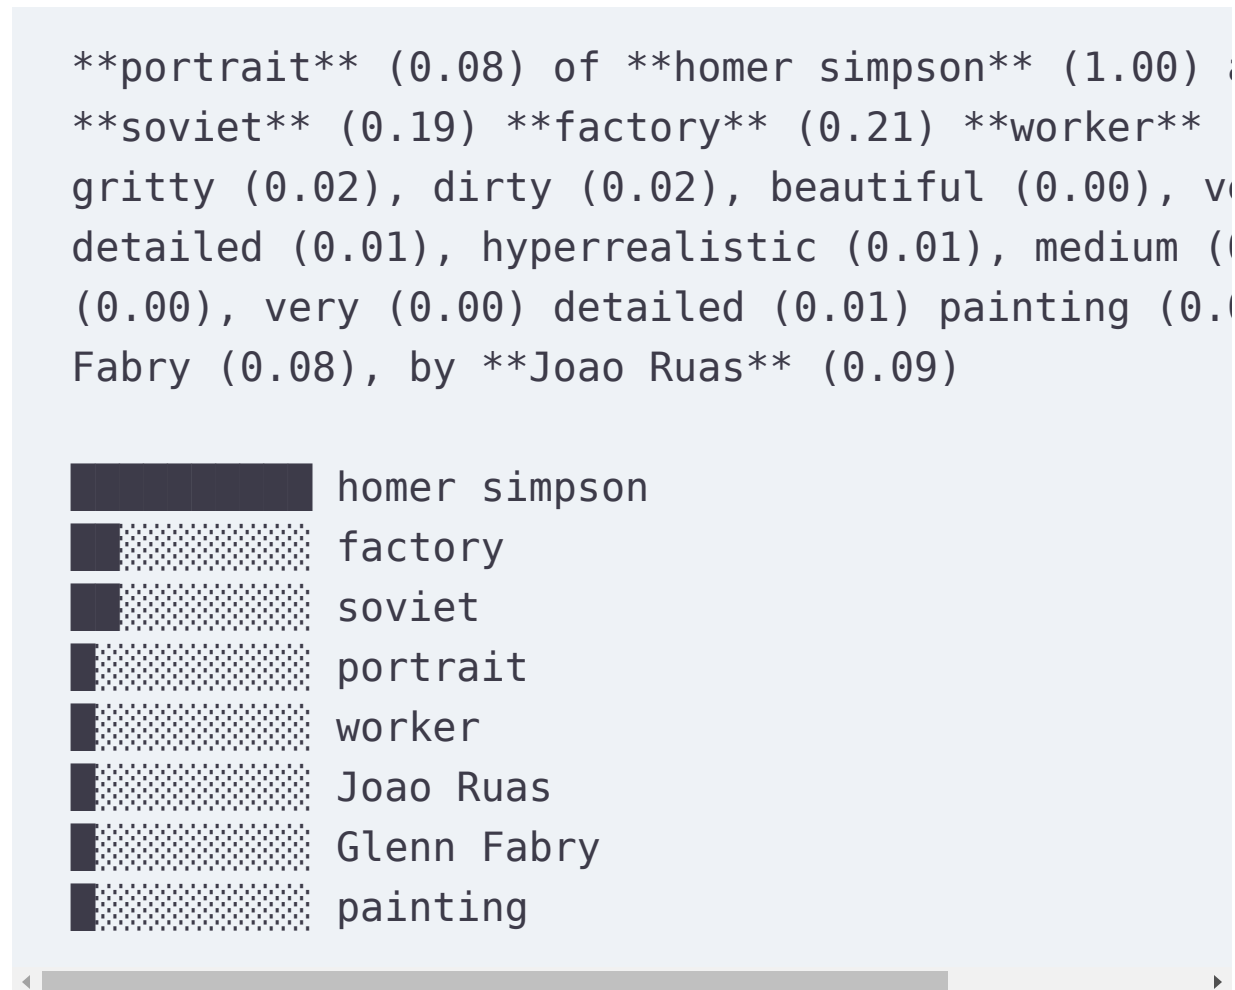 **portrait** (0.08) of **homer simpson** (1.00)
**soviet** (0.19) **factory** (0.21) **worker**
gritty (0.02), dirty (0.02), beautiful (0.00),
detailed (0.01), hyperrealistic (0.01), medium
(0.00), very (0.00) detailed (0.01) painting
Fabry (0.08), by **Joao Ruas** (0.09)
██████████ homer simpson
██░░░░░░░░ factory
██░░░░░░░░ soviet
█░░░░░░░░░ portrait
█░░░░░░░░░ worker
█░░░░░░░░░ Joao Ruas
█░░░░░░░░░ Glenn Fabry
█░░░░░░░░░ painting